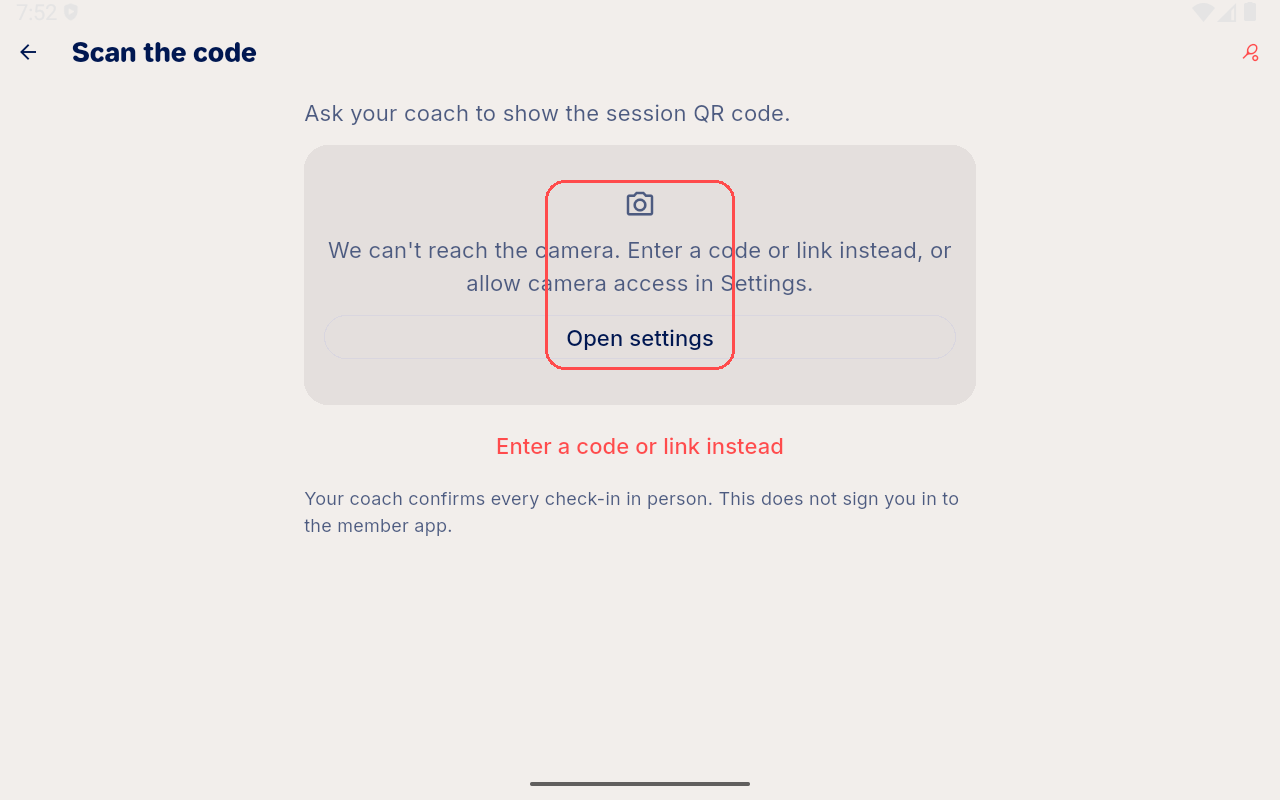 7:52
Scan the code
Ask your coach to show the session QR code.
We can't reach the camera. Enter a code or link instead, or
allow camera access in Settings.
Open settings
Enter a code or link instead
Your coach confirms every check-in in person. This does not sign you in to
the member app.